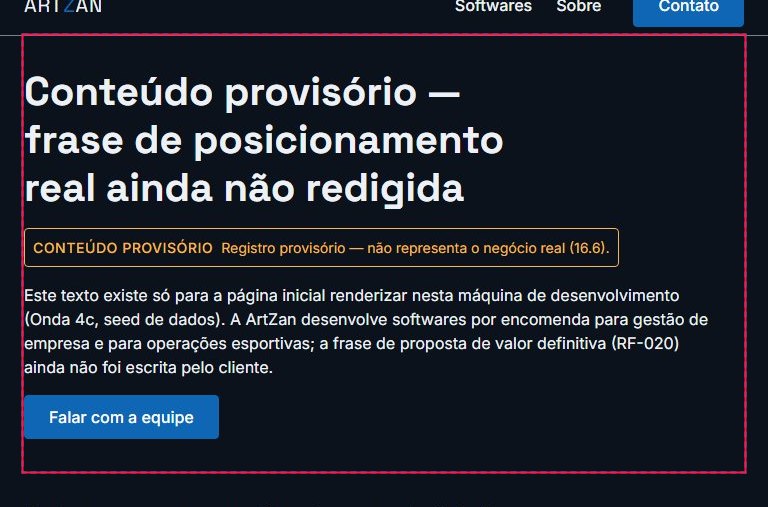 ARTZAN
Softwares Sobre Contato
Conteúdo provisório —
frase de posicionamento
real ainda não redigida
CONTEÚDO PROVISÓRIO Registro provisório — não representa o negócio real (16.6).
Este texto existe só para a página inicial renderizar nesta máquina de desenvolvimento
(Onda 4c, seed de dados). A ArtZan desenvolve softwares por encomenda para gestão de
empresa e para operações esportivas; a frase de proposta de valor definitiva (RF-020)
ainda não foi escrita pelo cliente.
Falar com a equipe